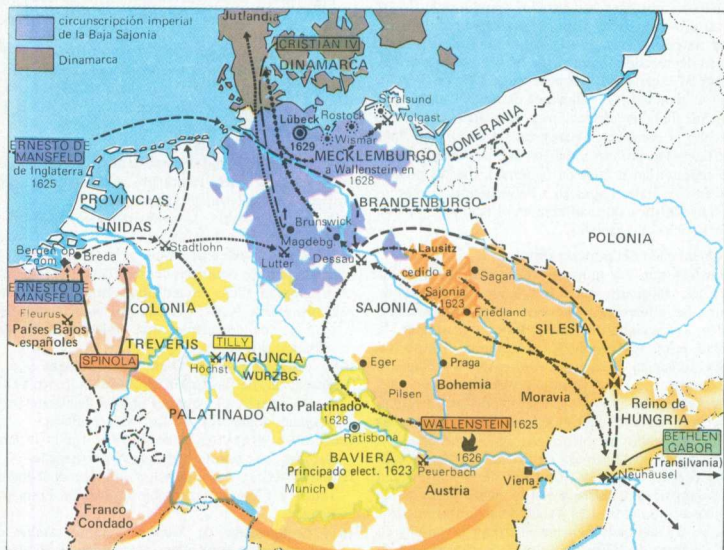 circunscripción imperial
de la Baja Sajonia
Dinamarca
Jutlandia
CRISTIAN IV
DINAMARCA
Stralsund
Rostock
Wolgast
Lübeck
1629
Wismar
MECKLEMBURGO
a Wallenstein en
1628
POMERANIA
ERNESTO DE
MANSFELD
de Inglaterra
1625
PROVINCIAS
UNIDAS
BRANDENBURGO
POLONIA
Brunswick
Magdebg.
Stadtlohn
Lutter
Dessau
Bergen op
Zoom
Breda
Lausitz
cedido a
Sajonia
1623
Sagan
Friedland
ERNESTO DE
MANSFELD
Fleurus
Países Bajos
españoles
COLONIA
SAJONIA
SILESIA
TREVERIS
TILLY
SPINOLA
MAGUNCIA
Höchst
WÜRZBG.
Eger
Praga
Bohemia
Pilsen
Moravia
Reino de
HUNGRIA
PALATINADO
Alto Palatinado
1628
WALLENSTEIN 1625
Ratisbona
1626
BETHLEN
GABOR
(Transilvania)
BAVIERA
Principado elect. 1623
Peuerbach
Viena
Neuhäusel
Munich
Austria
Franco
Condado